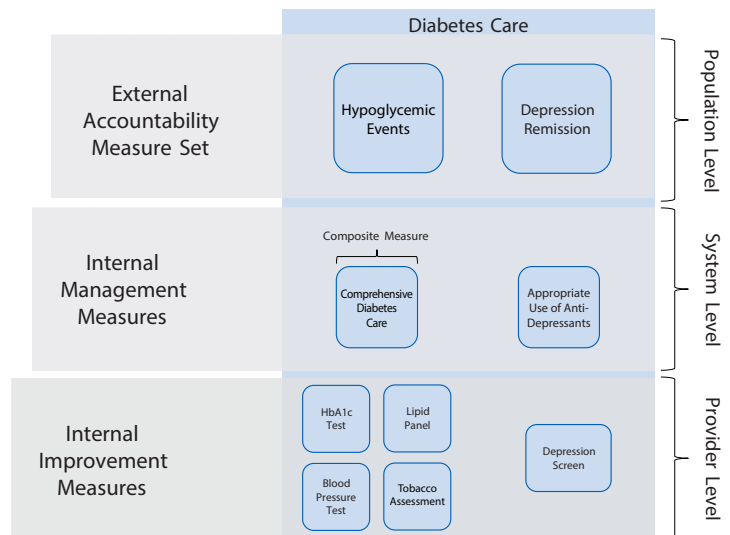 Diabetes Care
External
Accountability
Measure Set
Hypoglycemic
Events
Depression
Remission
Population Level
Internal
Management
Measures
Composite Measure
Comprehensive
Diabetes
Care
Appropriate
Use of Anti-
Depressants
System Level
Internal
Improvement
Measures
HbA1c
Test
Lipid
Panel
Blood
Pressure
Test
Tobacco
Assessment
Depression
Screen
Provider Level